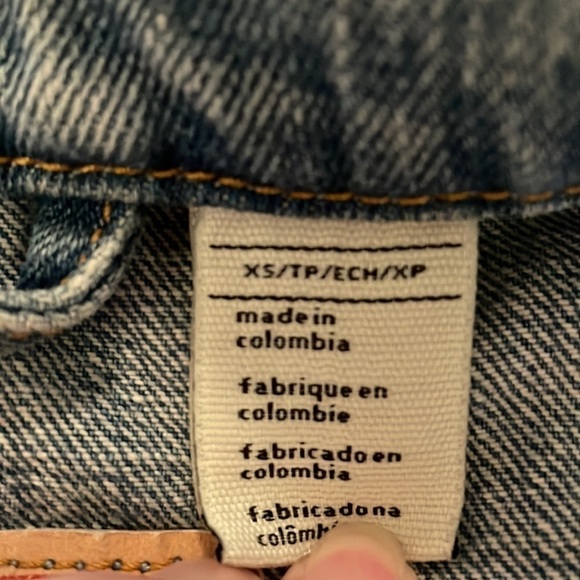 XS/TP/ECH/XP
made in
colombia
fabrique en
colombie
fabricado en
colombia
fabricado na